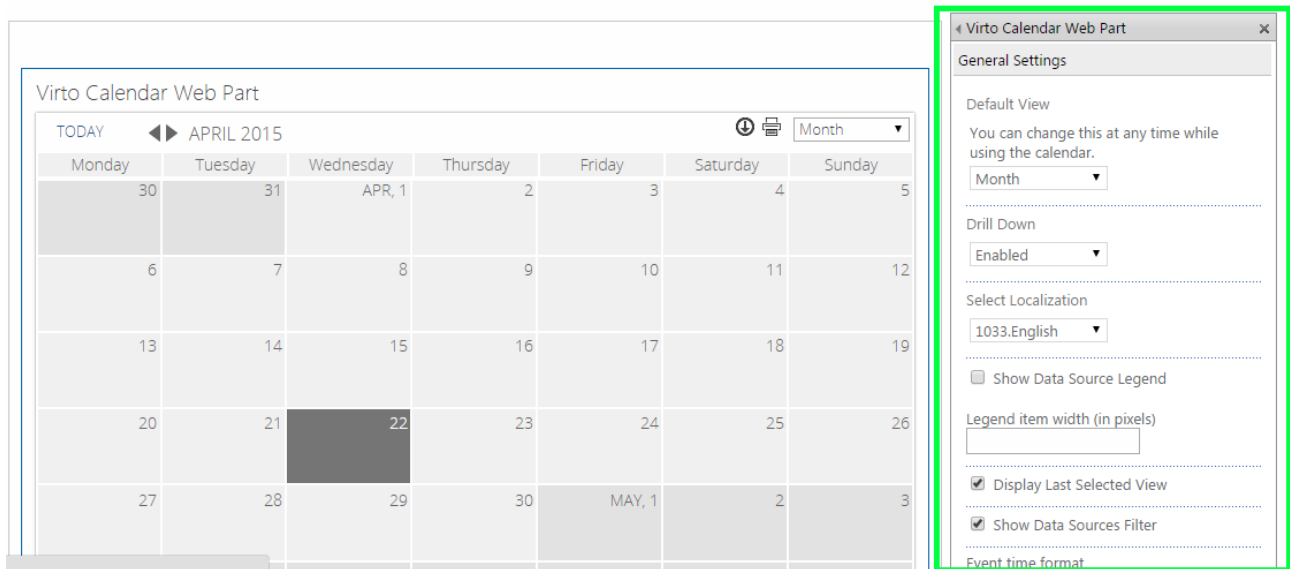 Virto Calendar Web Part
TODAY APRIL 2015 Month
Monday Tuesday Wednesday Thursday Friday Saturday Sunday
30 31 APR, 1 2 3 4 5
6 7 8 9 10 11 12
13 14 15 16 17 18 19
20 21 22 23 24 25 26
27 28 29 30 MAY, 1 2 3
Virto Calendar Web Part
General Settings
Default View
You can change this at any time while
using the calendar.
Month
Drill Down
Enabled
Select Localization
1033.English
Show Data Source Legend
Legend item width (in pixels)
Display Last Selected View
Show Data Sources Filter
Event time format